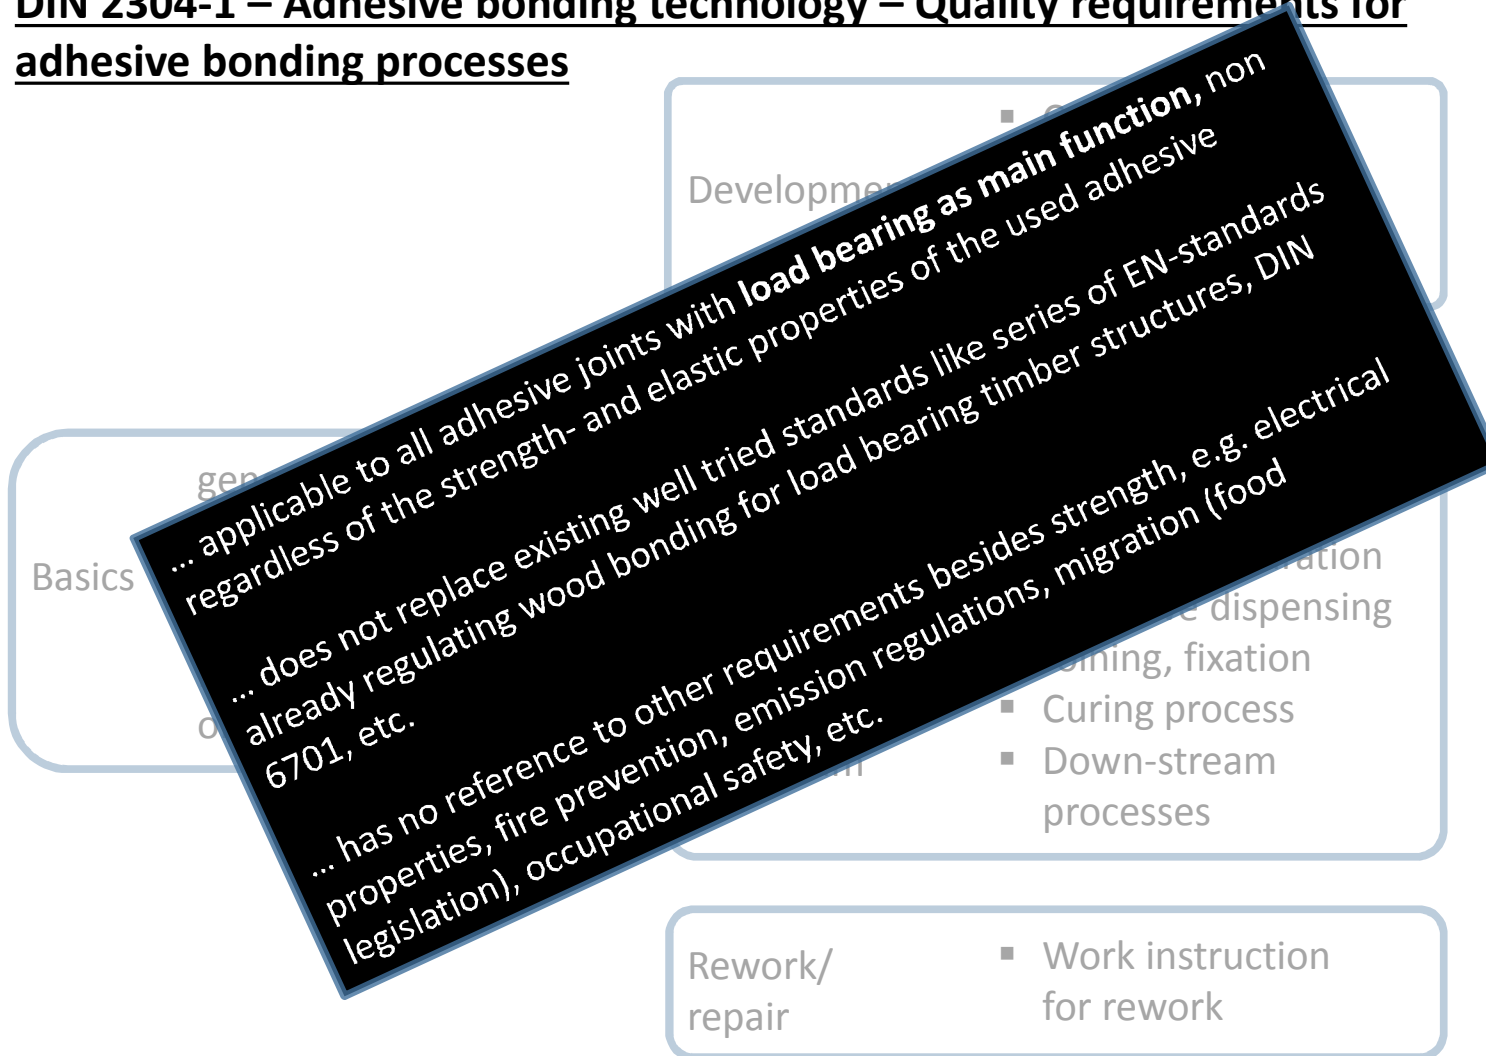 DIN 2304-1 – Adhesive bonding technology – Quality requirements for
adhesive bonding processes
... applicable to all adhesive joints with load bearing as main function, non
regardless of the strength- and elastic properties of the used adhesive
... does not replace existing well tried standards like series of EN-standards
already regulating wood bonding for load bearing timber structures, DIN
6701, etc.
... has no reference to other requirements besides strength, e.g. electrical
properties, fire prevention, emission regulations, migration (food
legislation), occupational safety, etc.
Basics
dispensing
fixation
▪ Curing process
▪ Down-stream
processes
Rework/
repair
▪ Work instruction
for rework